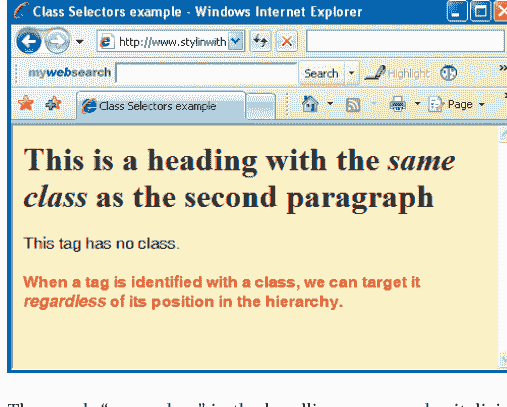 Class Selectors example - Windows Internet Explorer
http://www.stylinwith
mywebsearch Search Highlight »
Class Selectors example Page »
This is a heading with the same
class as the second paragraph
This tag has no class.
When a tag is identified with a class, we can target it
regardless of its position in the hierarchy.